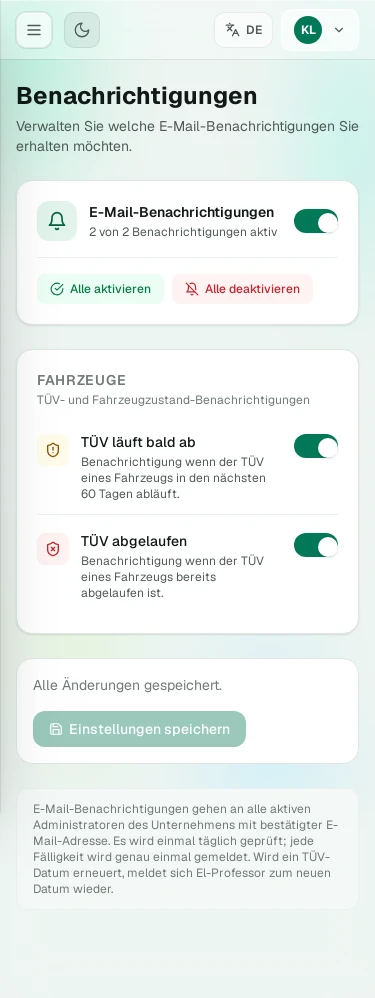 DE
KL
Benachrichtigungen
Verwalten Sie welche E-Mail-Benachrichtigungen Sie
erhalten möchten.
E-Mail-Benachrichtigungen
2 von 2 Benachrichtigungen aktiv
Alle aktivieren
Alle deaktivieren
FAHRZEUGE
TÜV- und Fahrzeugzustand-Benachrichtigungen
TÜV läuft bald ab
Benachrichtigung wenn der TÜV
eines Fahrzeugs in den nächsten
60 Tagen abläuft.
TÜV abgelaufen
Benachrichtigung wenn der TÜV
eines Fahrzeugs bereits
abgelaufen ist.
Alle Änderungen gespeichert.
Einstellungen speichern
E-Mail-Benachrichtigungen gehen an alle aktiven
Administratoren des Unternehmens mit bestätigter E-
Mail-Adresse. Es wird einmal täglich geprüft; jede
Fälligkeit wird genau einmal gemeldet. Wird ein TÜV-
Datum erneuert, meldet sich El-Professor zum neuen
Datum wieder.